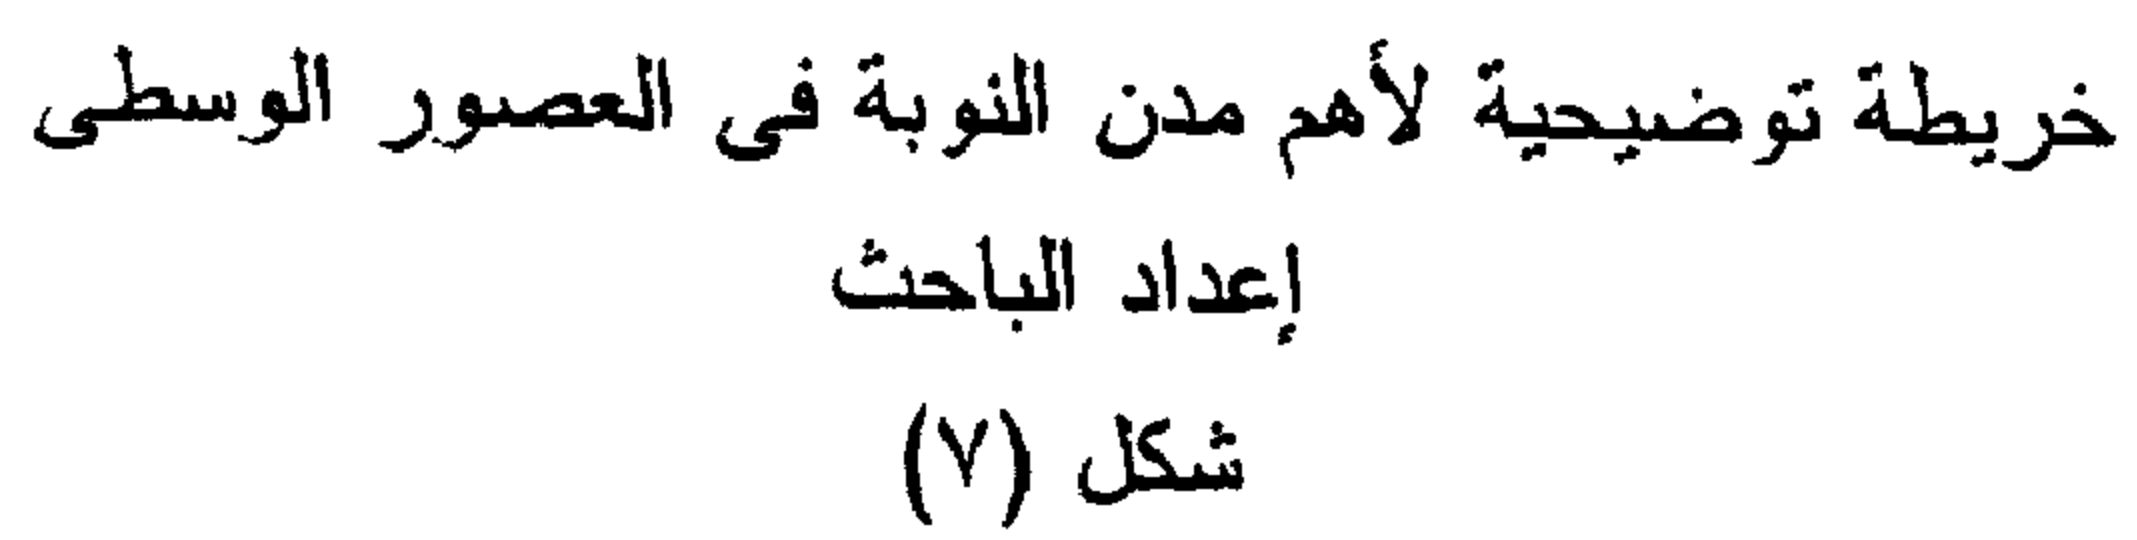 خريطة توضيحية لأهم مدن النوبة فى العصور الوسطى
إعداد الباحث
شكل (٧)